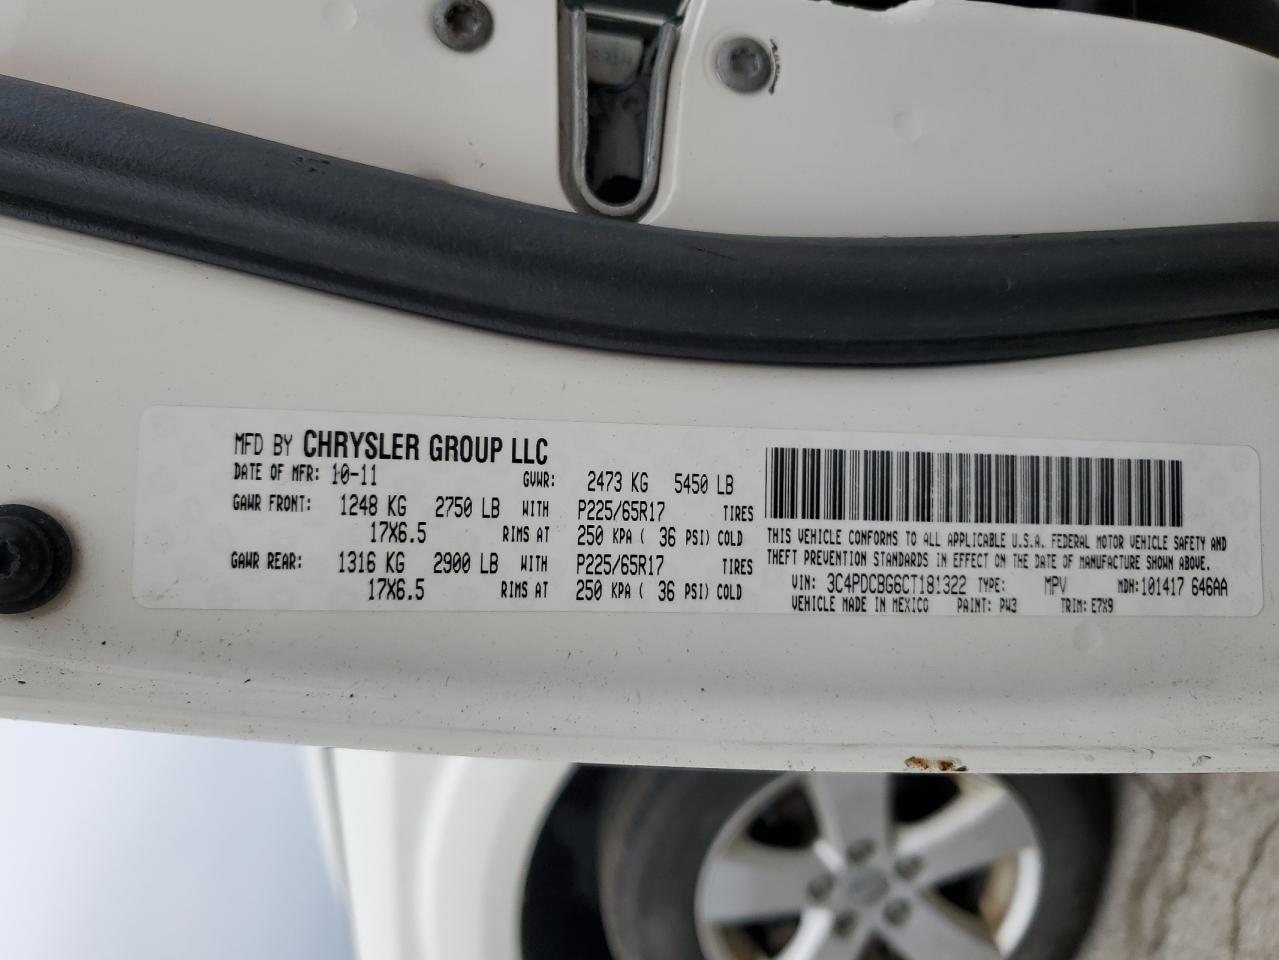 MFD BY CHRYSLER GROUP LLC
DATE OF MFR: 10-11 GVWR: 2473 KG 5450 LB
GAWR FRONT: 1248 KG 2750 LB WITH P225/65R17 TIRES
17X6.5 RIMS AT 250 KPA ( 36 PSI) COLD
GAWR REAR: 1316 KG 2900 LB WITH P225/65R17 TIRES
17X6.5 RIMS AT 250 KPA ( 36 PSI) COLD
THIS VEHICLE CONFORMS TO ALL APPLICABLE U.S.A. FEDERAL MOTOR VEHICLE SAFETY AND
THEFT PREVENTION STANDARDS IN EFFECT ON THE DATE OF MANUFACTURE SHOWN ABOVE.
VIN: 3C4PDCBG6CT181322 TYPE: MPV MDH:101417 646AA
VEHICLE MADE IN MEXICO PAINT: PW3 TRIM: E7X9